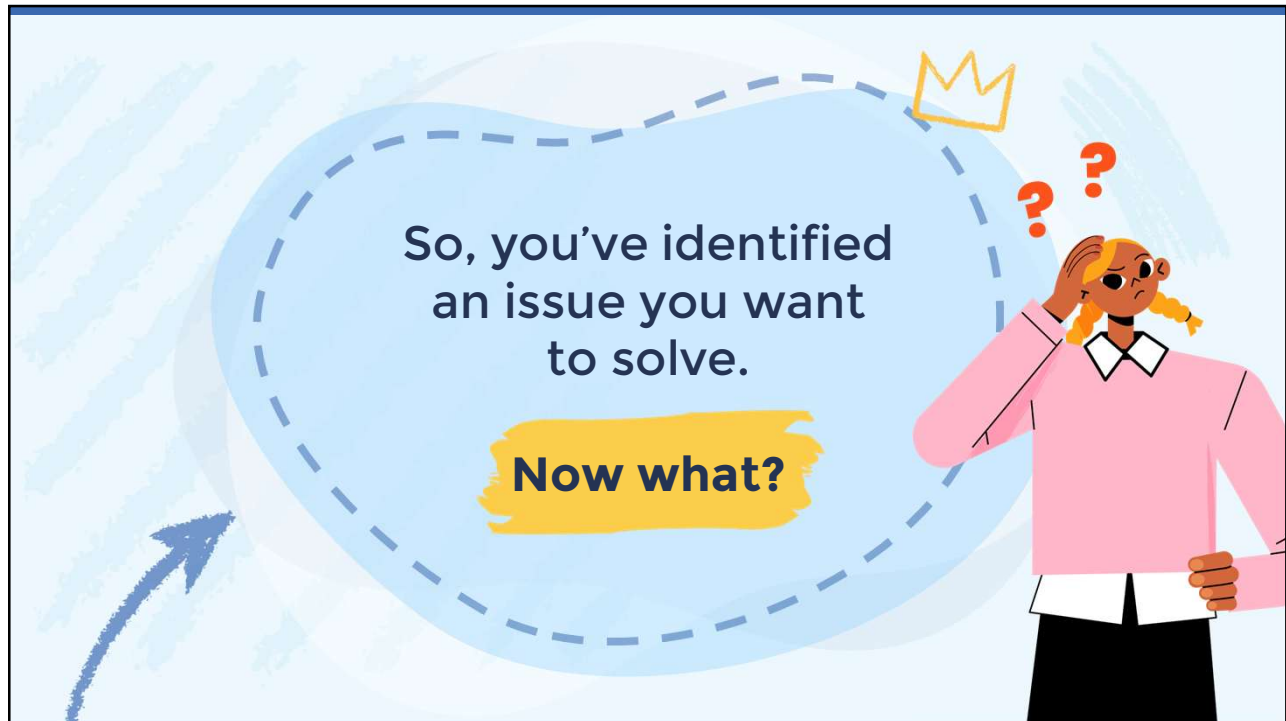 So, you’ve identified
an issue you want
to solve.
Now what?
??